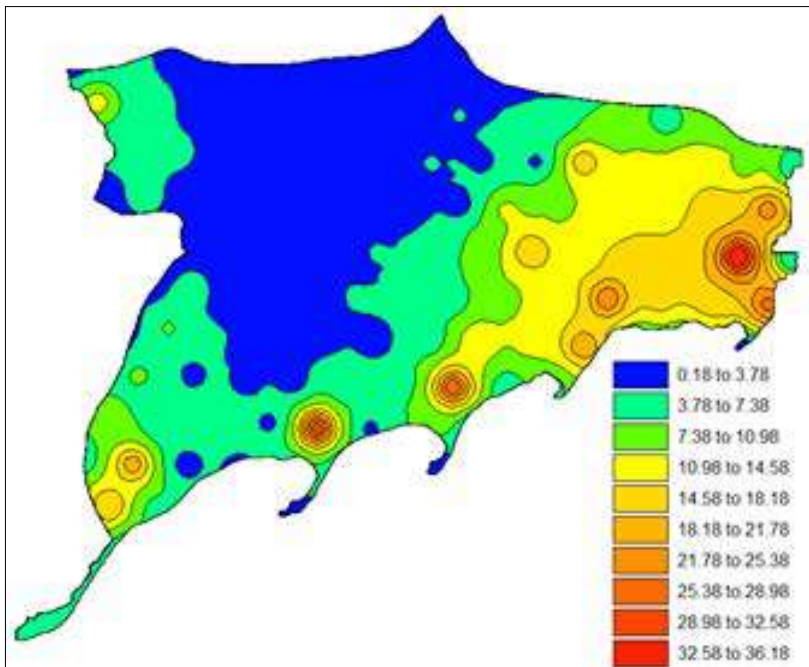 0.18 to 3.78
3.78 to 7.38
7.38 to 10.98
10.98 to 14.58
14.58 to 18.18
18.18 to 21.78
21.78 to 25.38
25.38 to 28.98
28.98 to 32.58
32.58 to 36.18